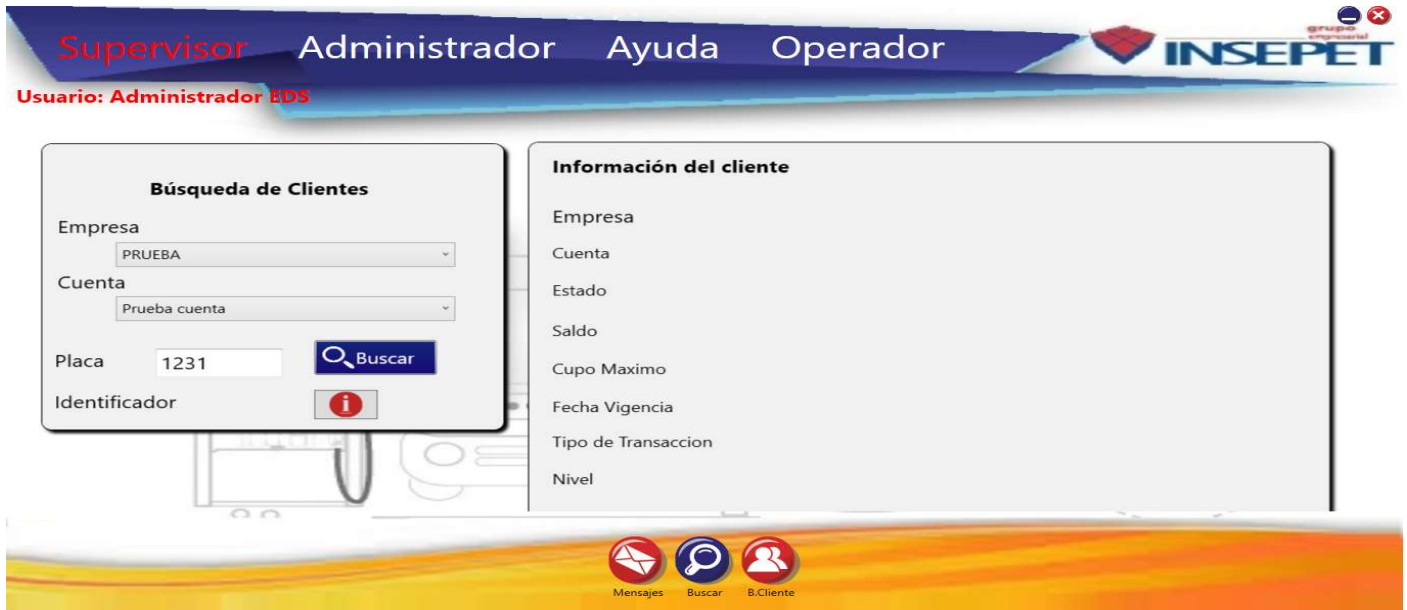 Supervisor Administrador Ayuda Operador
grupo
empresarial
INSEPET
Usuario: Administrador EDS
Búsqueda de Clientes
Empresa
PRUEBA
Cuenta
Prueba cuenta
Placa 1231 Buscar
Identificador
Información del cliente
Empresa
Cuenta
Estado
Saldo
Cupo Maximo
Fecha Vigencia
Tipo de Transaccion
Nivel
Mensajes Buscar B.Cliente